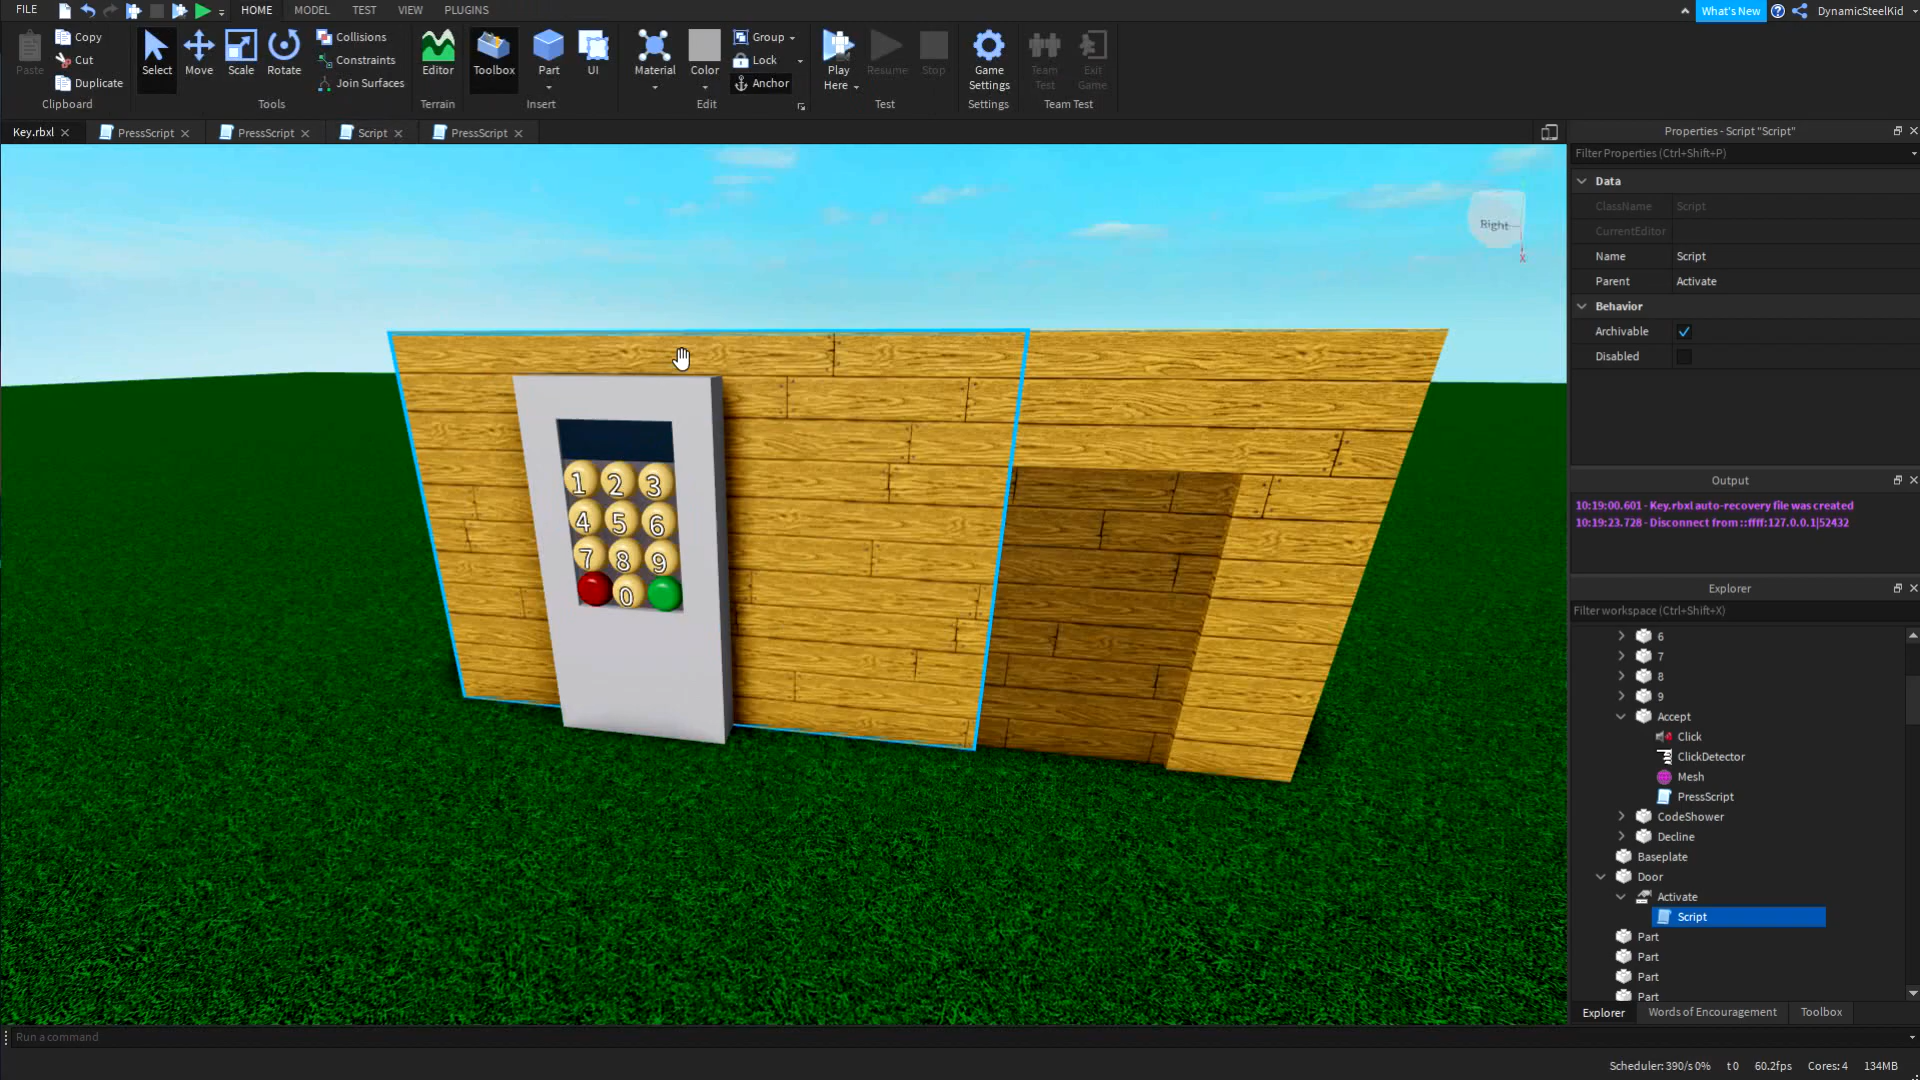 FILE HOME MODEL TEST VIEW PLUGINS What's New DynamicSteelKid
Paste Copy Cut Duplicate Clipboard
Select Move Scale Rotate Collisions Constraints Join Surfaces Tools
Editor Terrain
Toolbox Part UI Insert
Material Color Group Lock Anchor Edit
Play Here Resume Stop Test
Game Settings Settings
Team Test Exit Game Team Test
Key.rbxl PressScript PressScript Script PressScript
Right
X
1 2 3
4 5 6
7 8 9
0
Properties - Script "Script"
Filter Properties (Ctrl+Shift+P)
Data
ClassName Script
CurrentEditor
Name Script
Parent Activate
Behavior
Archivable
Disabled
Output
10:19:00.601 - Key.rbxl auto-recovery file was created
10:19:23.728 - Disconnect from ::ffff:127.0.0.1|52432
Explorer
Filter workspace (Ctrl+Shift+X)
6
7
8
9
Accept
Click
ClickDetector
Mesh
PressScript
CodeShower
Decline
Baseplate
Door
Activate
Script
Part
Part
Part
Part
Explorer Words of Encouragement Toolbox
Run a command
Scheduler: 390/s 0% t 0 60.2fps Cores: 4 134MB